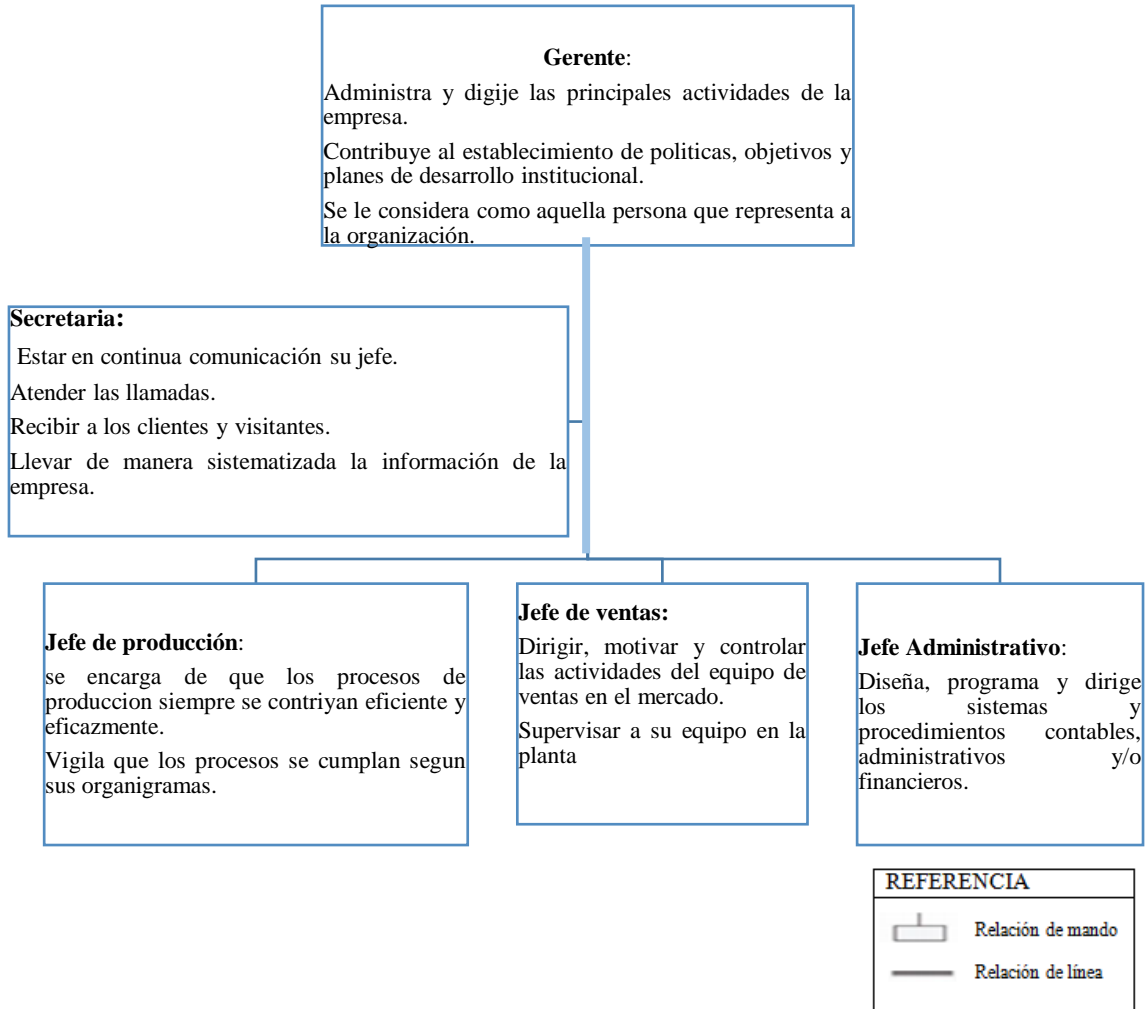 Gerente:
Administra y digije las principales actividades de la
empresa.
Contribuye al establecimiento de politicas, objetivos y
planes de desarrollo institucional.
Se le considera como aquella persona que representa a
la organización.
Secretaria:
Estar en continua comunicación su jefe.
Atender las llamadas.
Recibir a los clientes y visitantes.
Llevar de manera sistematizada la información de la
empresa.
Jefe de producción:
se encarga de que los procesos de
produccion siempre se contriyan eficiente y
eficazmente.
Vigila que los procesos se cumplan segun
sus organigramas.
Jefe de ventas:
Dirigir, motivar y controlar
las actividades del equipo de
ventas en el mercado.
Supervisar a su equipo en la
planta
Jefe Administrativo:
Diseña, programa y dirige
los sistemas y
procedimientos contables,
administrativos y/o
financieros.
REFERENCIA
Relación de mando
Relación de línea